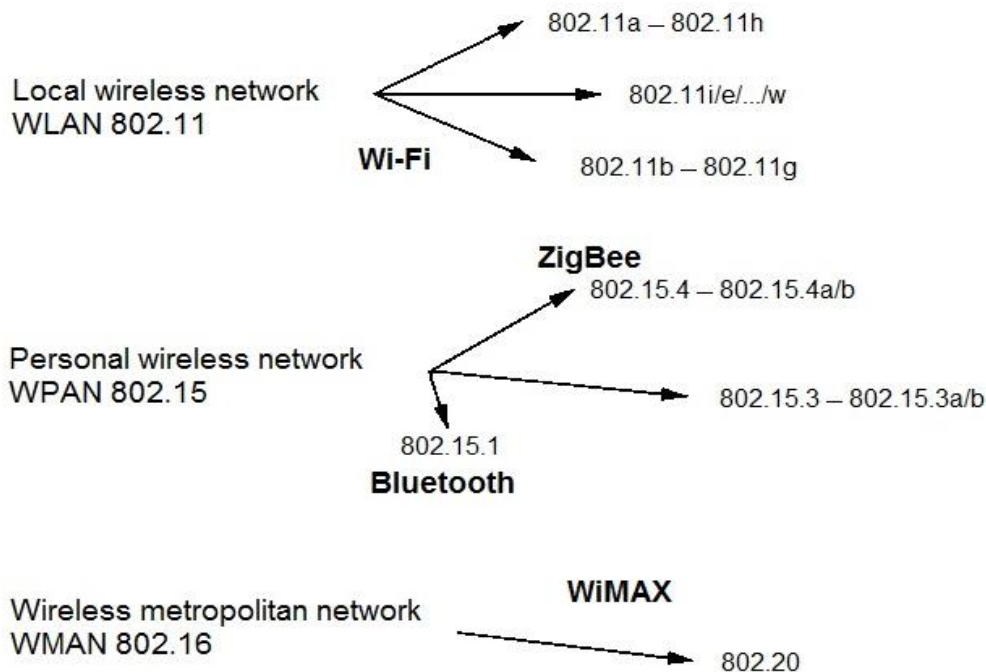 802.11a – 802.11h
Local wireless network
WLAN 802.11
802.11i/e/.../w
Wi-Fi
802.11b – 802.11g
ZigBee
802.15.4 – 802.15.4a/b
Personal wireless network
WPAN 802.15
802.15.3 – 802.15.3a/b
802.15.1
Bluetooth
WiMAX
Wireless metropolitan network
WMAN 802.16
802.20